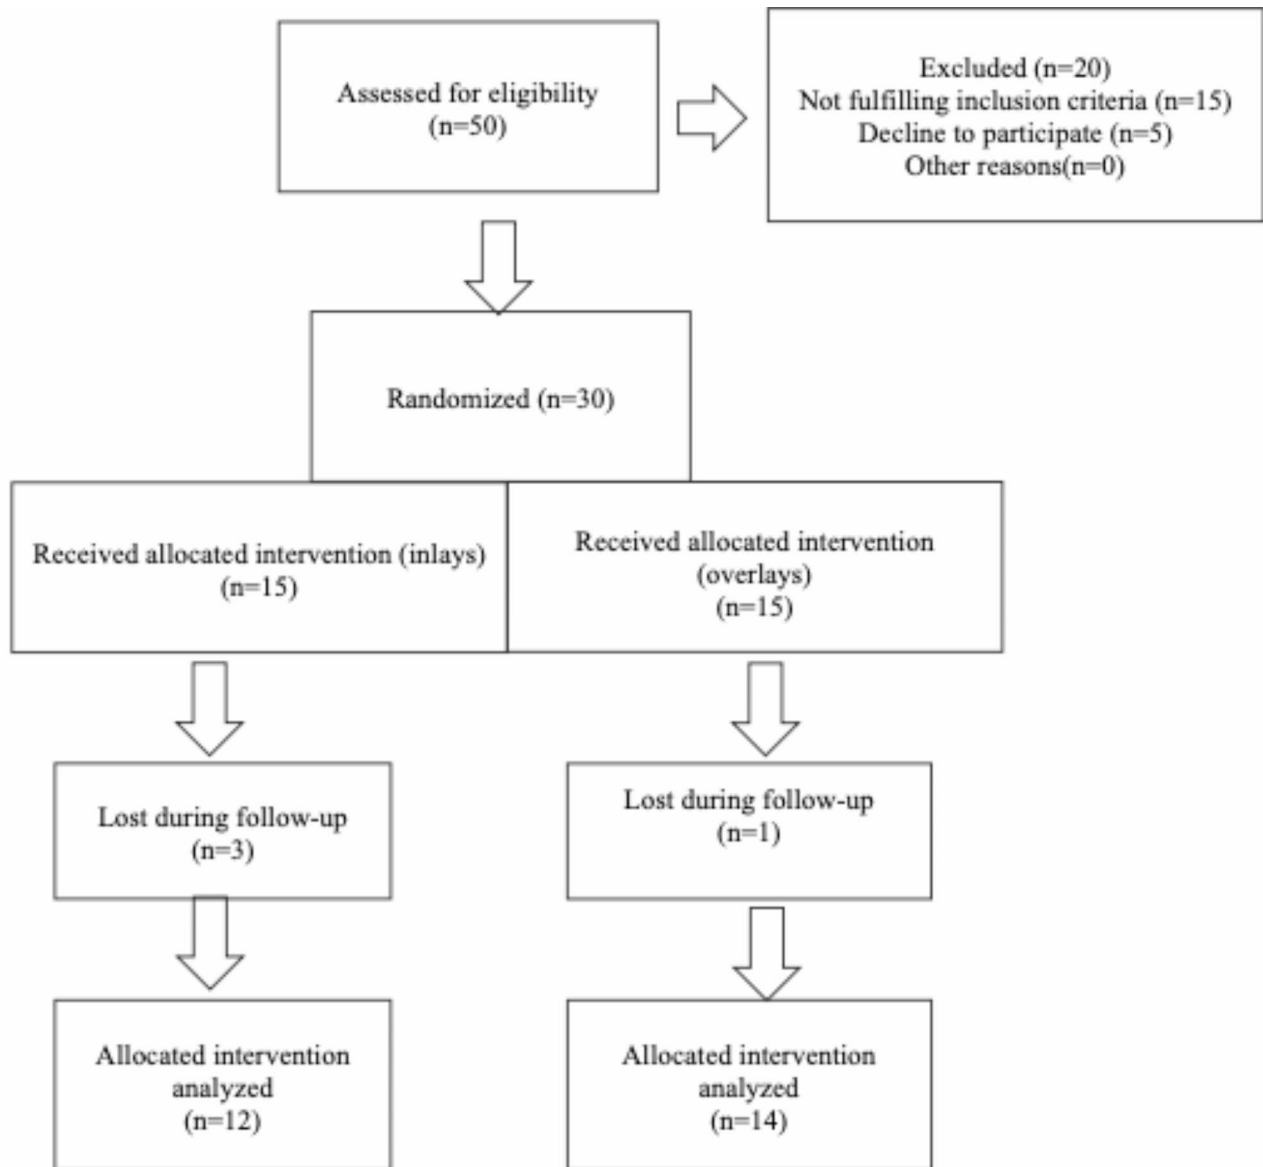 Assessed for eligibility
(n=50)
Excluded (n=20)
Not fulfilling inclusion criteria (n=15)
Decline to participate (n=5)
Other reasons(n=0)
Randomized (n=30)
Received allocated intervention (inlays)
(n=15)
Received allocated intervention
(overlays)
(n=15)
Lost during follow-up
(n=3)
Lost during follow-up
(n=1)
Allocated intervention
analyzed
(n=12)
Allocated intervention
analyzed
(n=14)